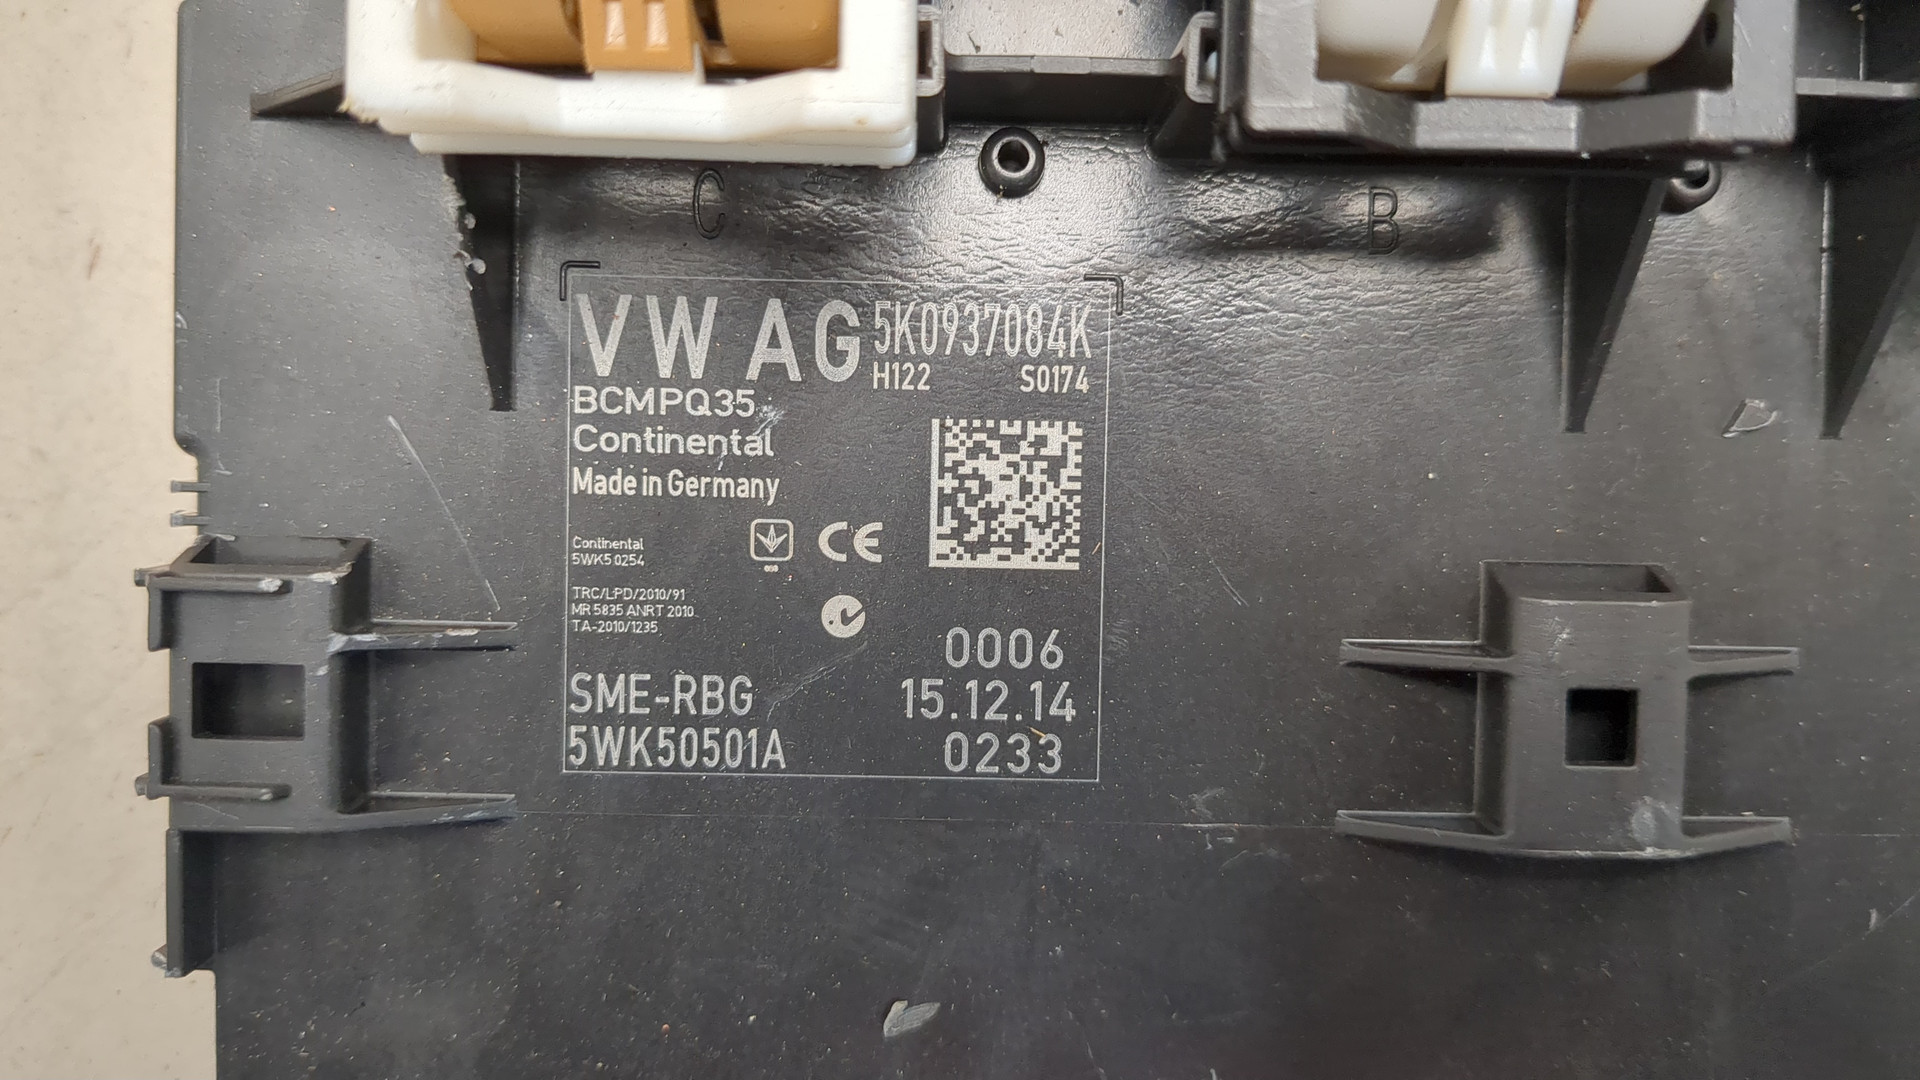 C
B
VW AG 5K0937084K
H122 S0174
BCMPQ35
Continental
Made in Germany
Continental
5WK5 0254
CE
TRC/LPD/2010/91
MR 5835 ANRT 2010
TA-2010/1235
0006
SME-RBG 15.12.14
5WK50501A 0233